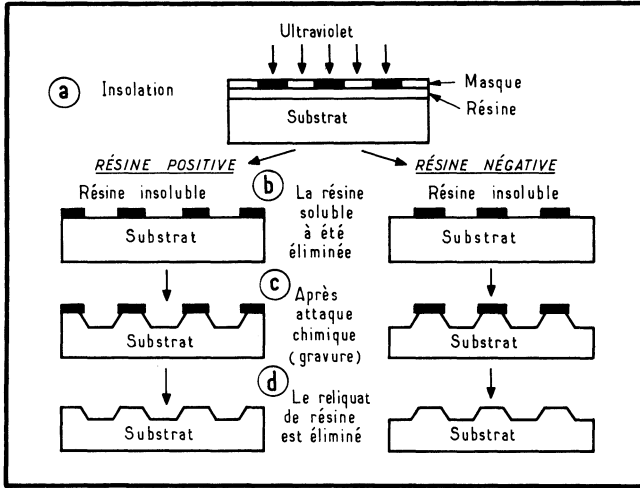 Ultraviolet
a Insolation
Masque
Résine
Substrat
RÉSINE POSITIVE
RÉSINE NÉGATIVE
b
Résine insoluble
La résine
soluble
à été
éliminée
Résine insoluble
Substrat
Substrat
c
Après
attaque
chimique
(gravure)
Substrat
Substrat
d
Le reliquat
de résine
est éliminé
Substrat
Substrat